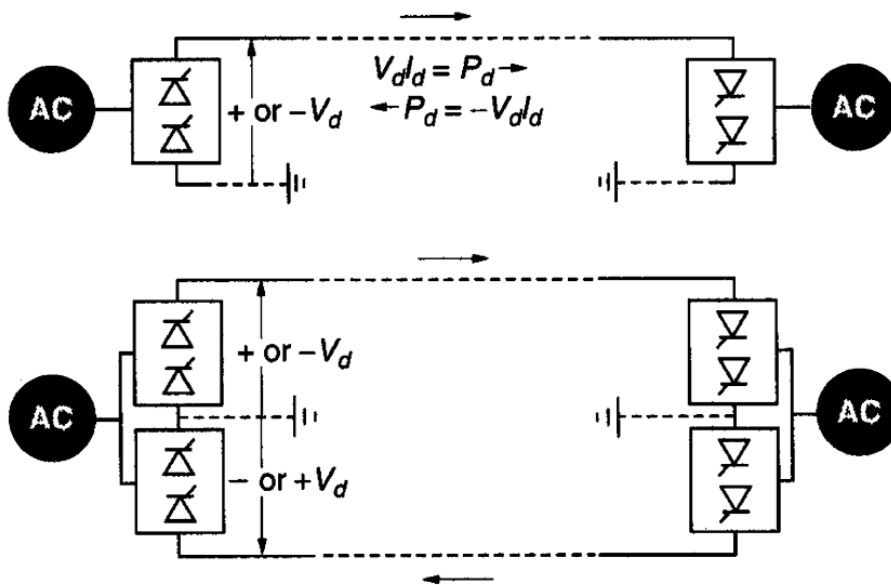 V_dI_d = P_d →
AC + or –V_d ← P_d = –V_dI_d AC
+ or –V_d
AC AC
– or +V_d